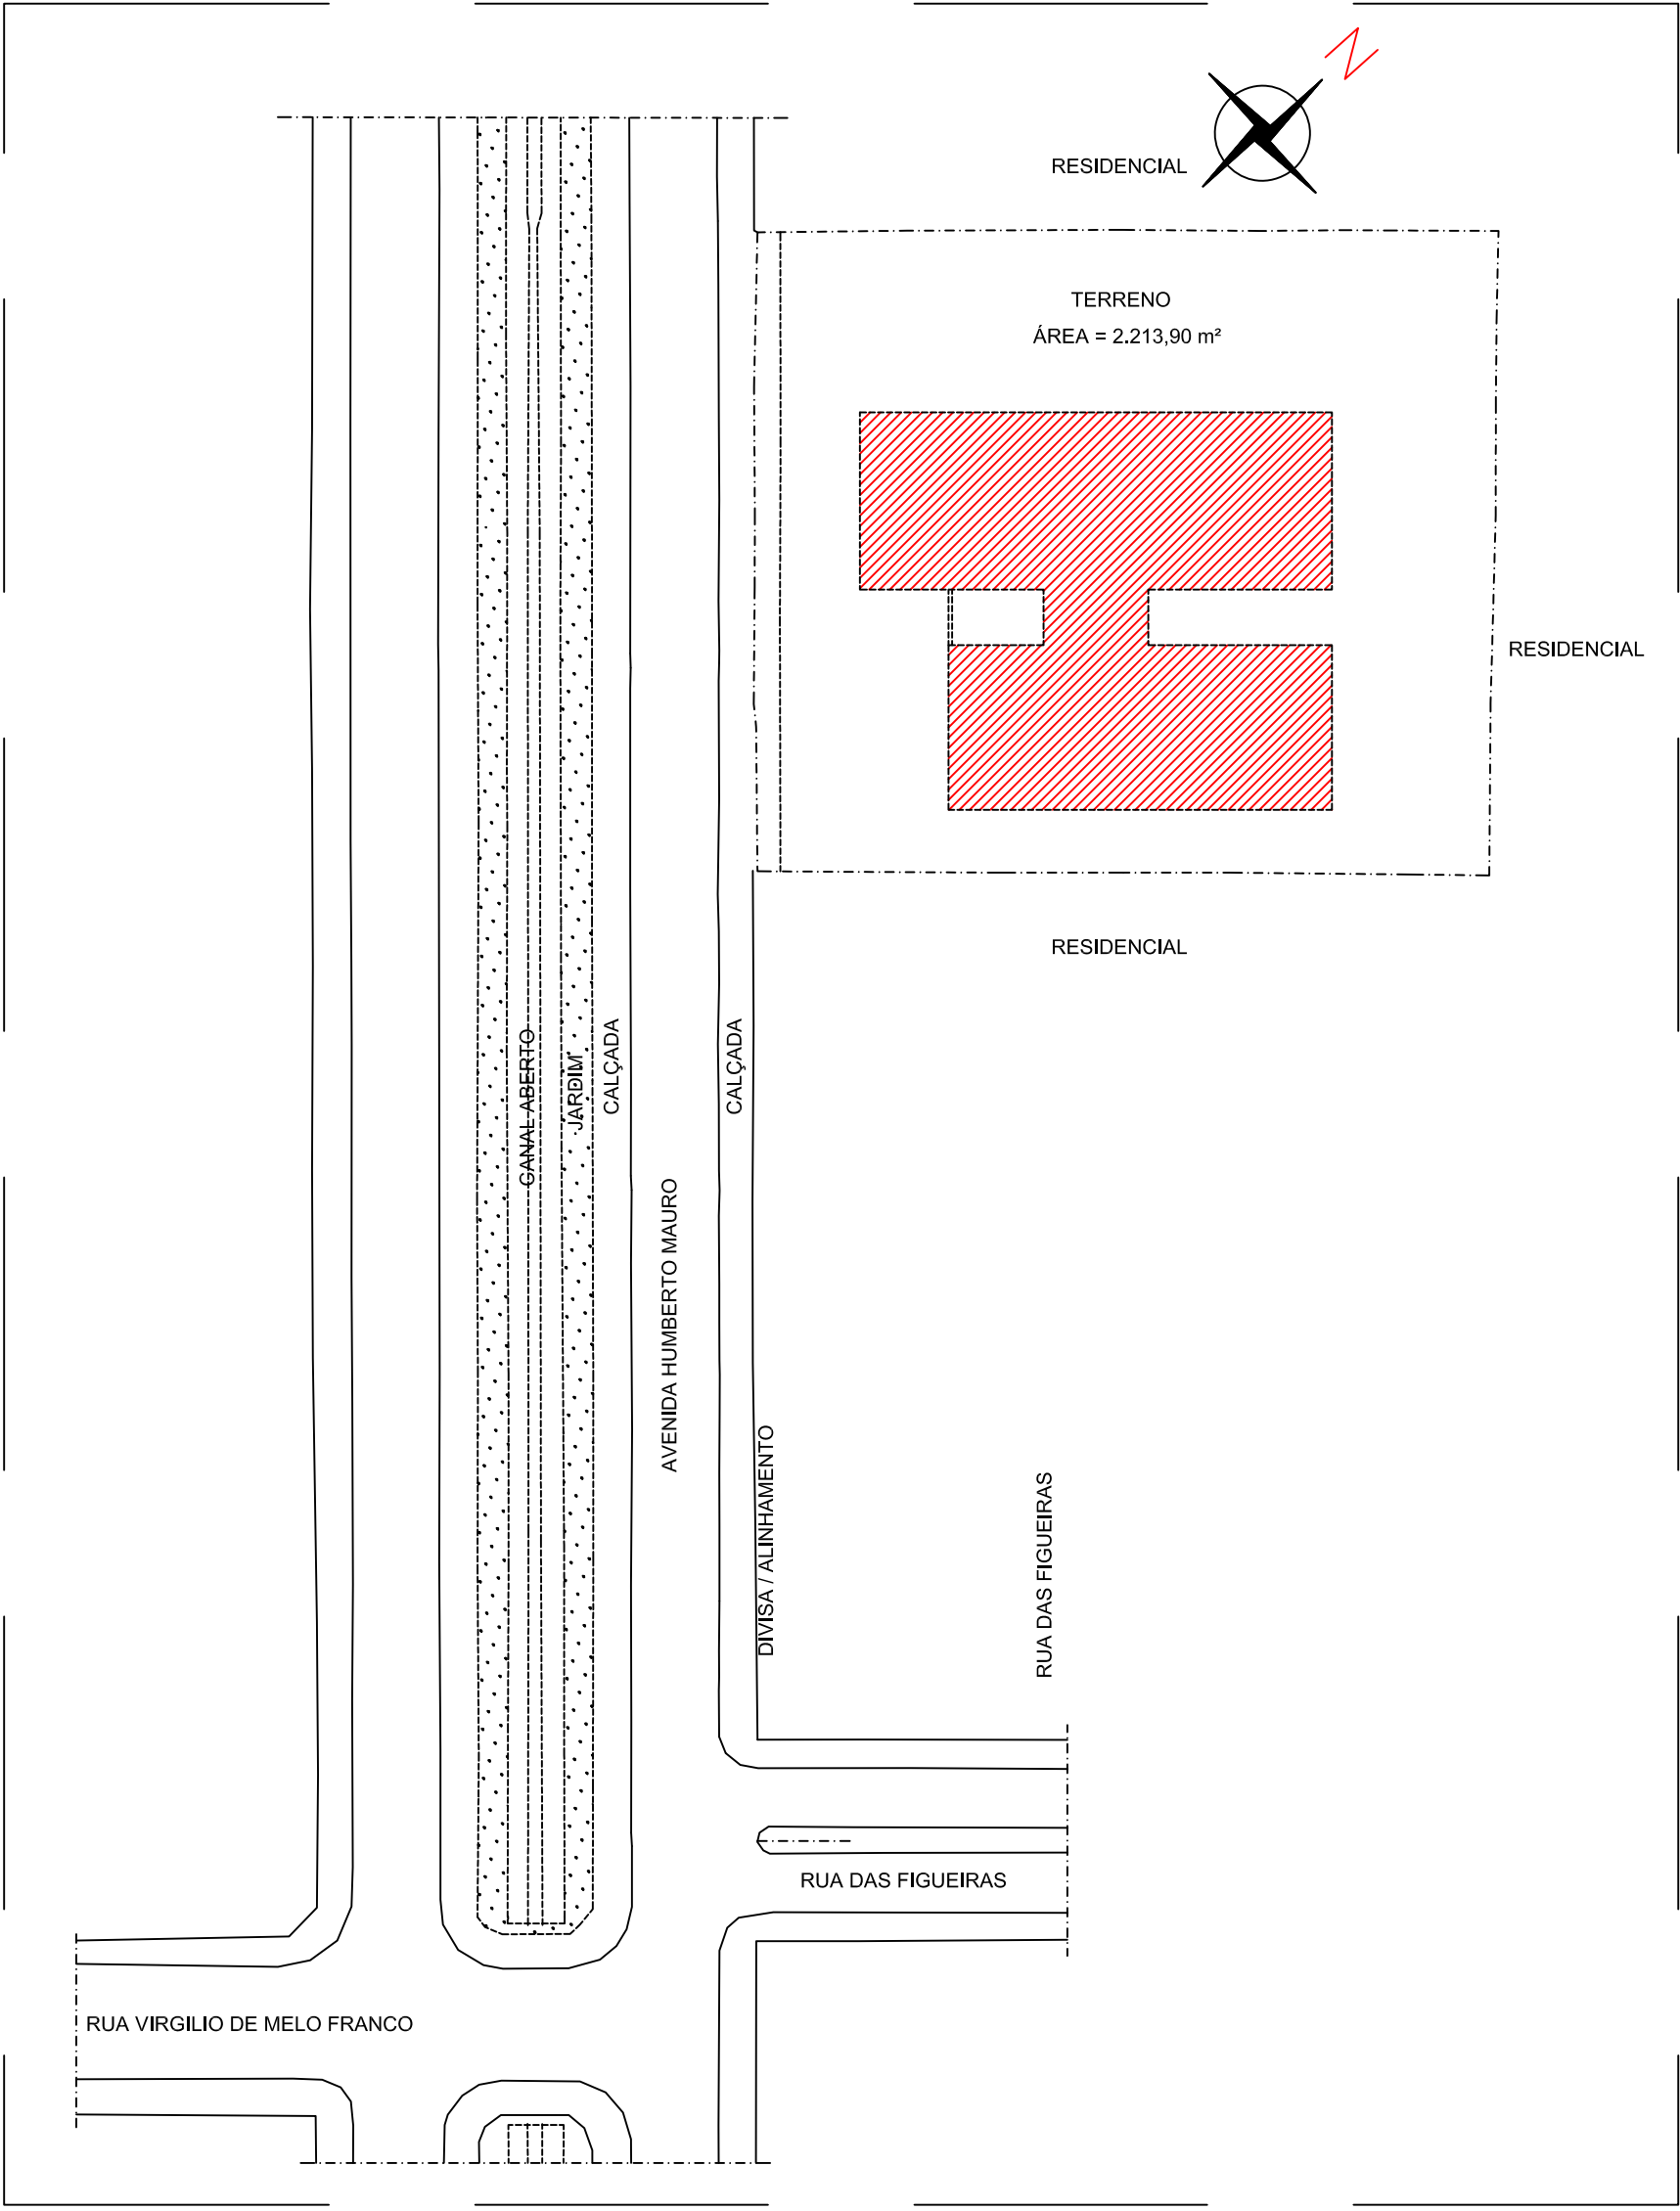 N
RESIDENCIAL
TERRENO
ÁREA = 2.213,90 m²
RESIDENCIAL
RESIDENCIAL
CANAL ABERTO
JARDIM
CALÇADA
CALÇADA
AVENIDA HUMBERTO MAURO
DIVISA / ALINHAMENTO
RUA DAS FIGUEIRAS
RUA DAS FIGUEIRAS
RUA VIRGILIO DE MELO FRANCO